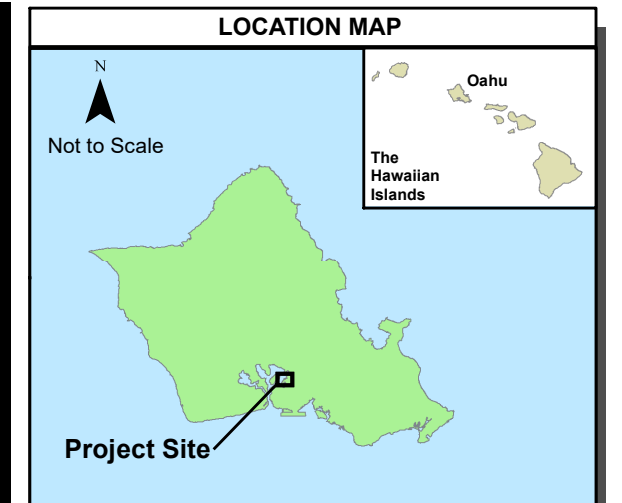 LOCATION MAP
N
Not to Scale
Oahu
The
Hawaiian
Islands
Project Site